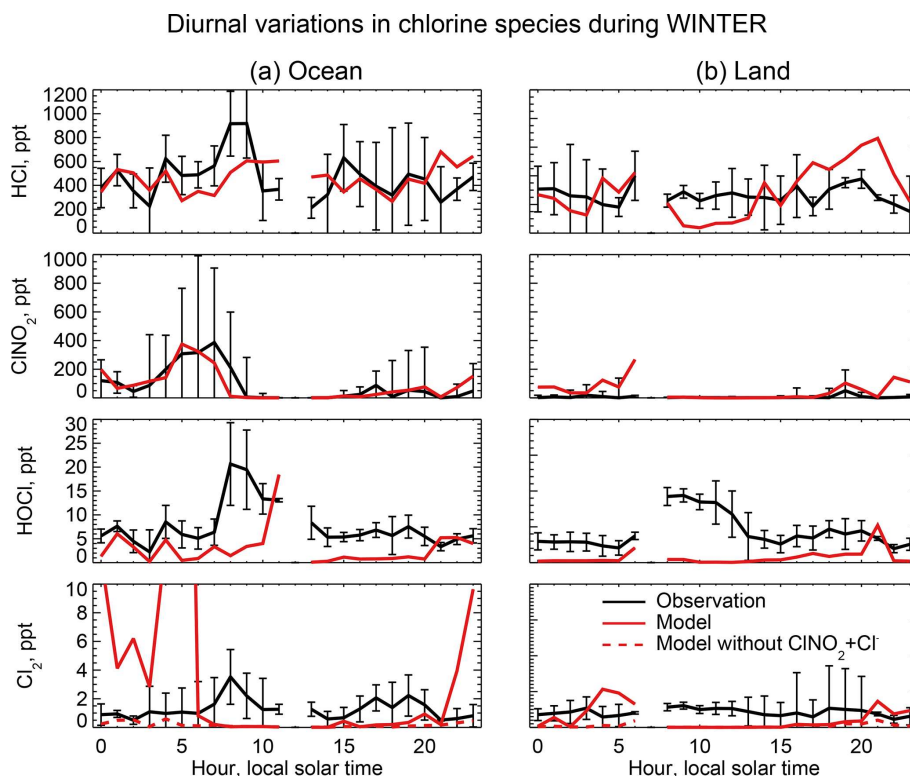 Diurnal variations in chlorine species during WINTER
(a) Ocean
(b) Land
HCl, ppt
1200
1000
800
600
400
200
0
ClNO₂, ppt
1000
800
600
400
200
0
HOCl, ppt
30
25
20
15
10
5
0
Cl₂, ppt
10
8
6
4
2
0
Observation
Model
Model without ClNO₂+Cl⁻
0 5 10 15 20
0 5 10 15 20
Hour, local solar time
Hour, local solar time